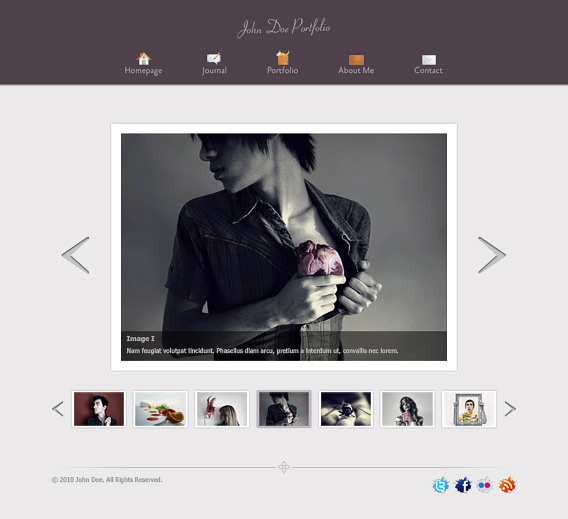 John Doe Portfolio
Homepage
Journal
Portfolio
About Me
Contact
Image I
Nam feugiat volutpat tincidunt. Phasellus diam arcu, pretium a interdum ut, convallis nec lorem.
© 2010 John Doe. All Rights Reserved.